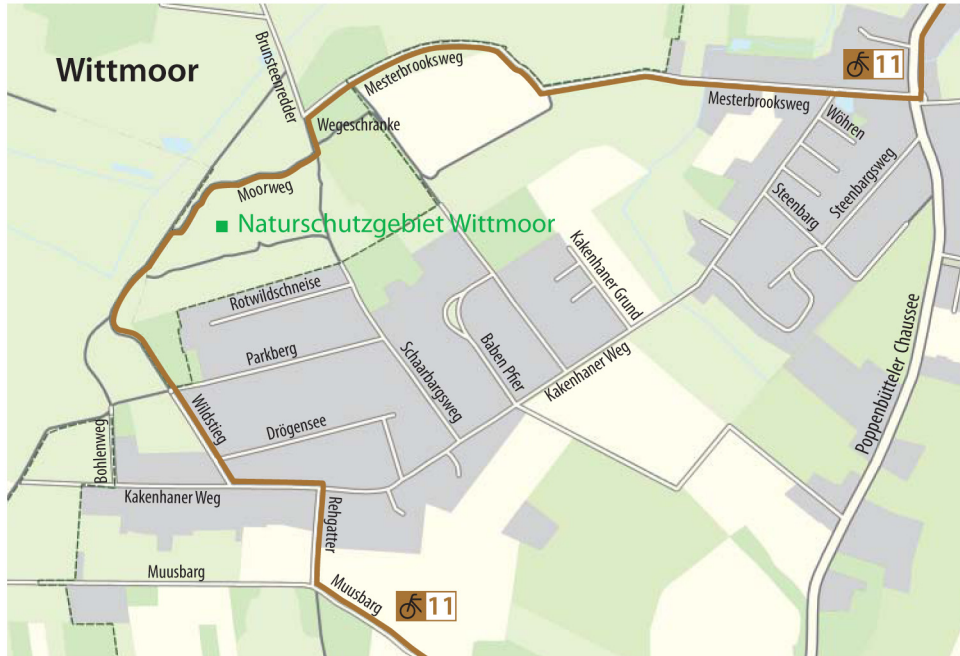 Wittmoor
Brunsteenredder
Mesterbrooksweg
11
Mesterbrooksweg
Wegeschranke
Wöhren
Moorweg
Steenbarg
Steenbargsweg
Naturschutzgebiet Wittmoor
Rotwildschneise
Kakenhaner Grund
Parkberg
Schaarbargsweg
Baben Pfier
Kakenhaner Weg
Poppenbütteler Chaussee
Wildstieg
Drögensee
Bohlenweg
Kakenhaner Weg
Rehgatter
Muusbarg
Muusbarg
11